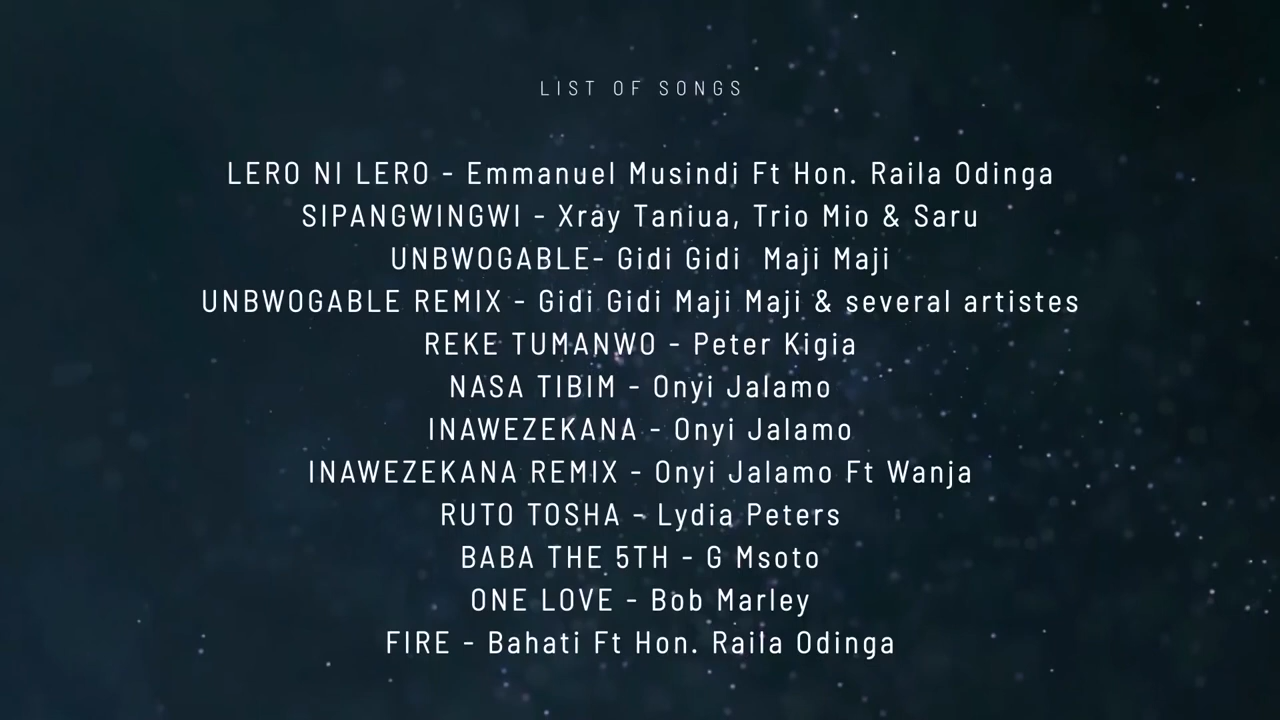 LIST OF SONGS
LERO NI LERO - Emmanuel Musindi Ft Hon. Raila Odinga
SIPANGWINGWI - Xray Taniua, Trio Mio & Saru
UNBWOGABLE- Gidi Gidi  Maji Maji
UNBWOGABLE REMIX - Gidi Gidi Maji Maji & several artistes
REKE TUMANWO - Peter Kigia
NASA TIBIM - Onyi Jalamo
INAWEZEKANA - Onyi Jalamo
INAWEZEKANA REMIX - Onyi Jalamo Ft Wanja
RUTO TOSHA - Lydia Peters
BABA THE 5TH - G Msoto
ONE LOVE - Bob Marley
FIRE - Bahati Ft Hon. Raila Odinga